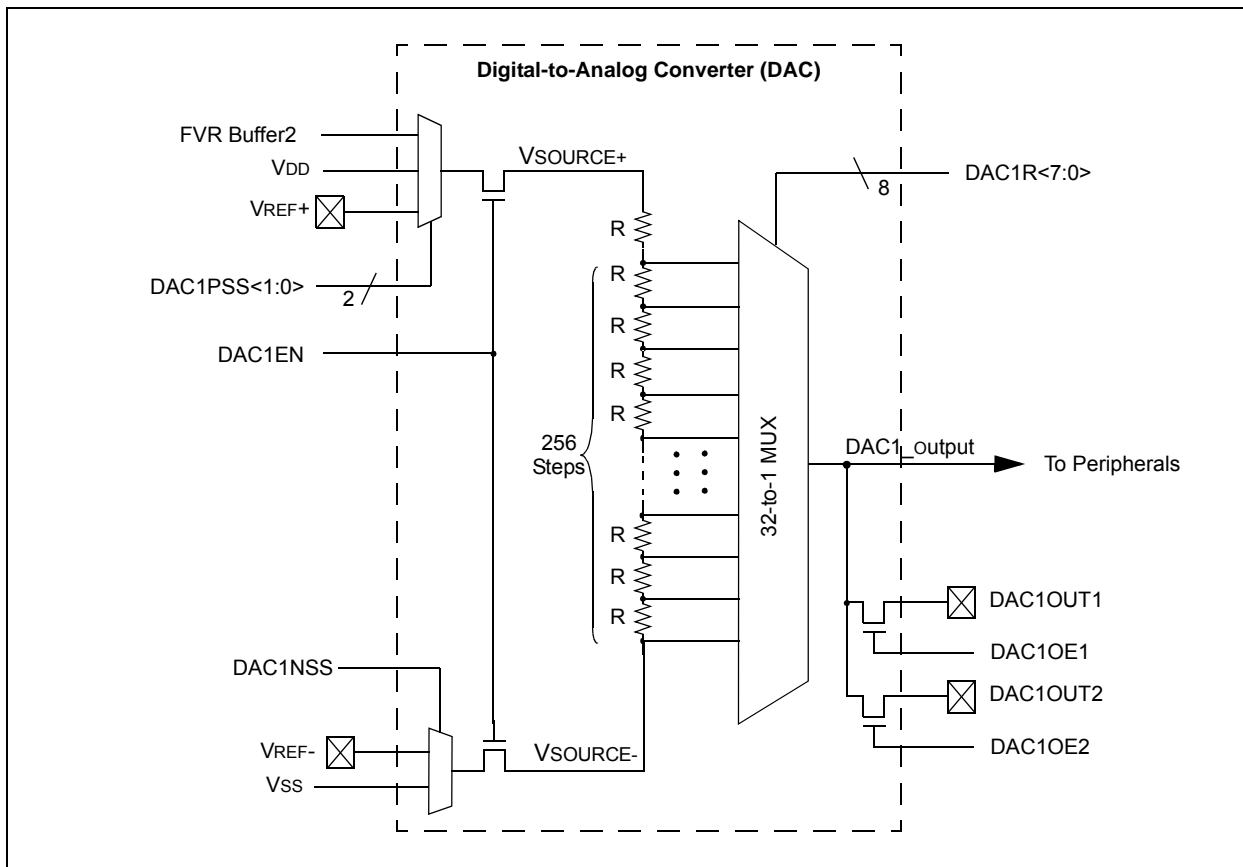 Digital-to-Analog Converter (DAC)
FVR Buffer2
VDD
VREF+
DAC1PSS<1:0>
2
DAC1EN
VSOURCE+
R
R
R
R
R
256
Steps
R
R
R
32-to-1 MUX
8
DAC1R<7:0>
DAC1_Output
To Peripherals
DAC1OUT1
DAC1OE1
DAC1OUT2
DAC1OE2
DAC1NSS
VREF-
VSS
VSOURCE-